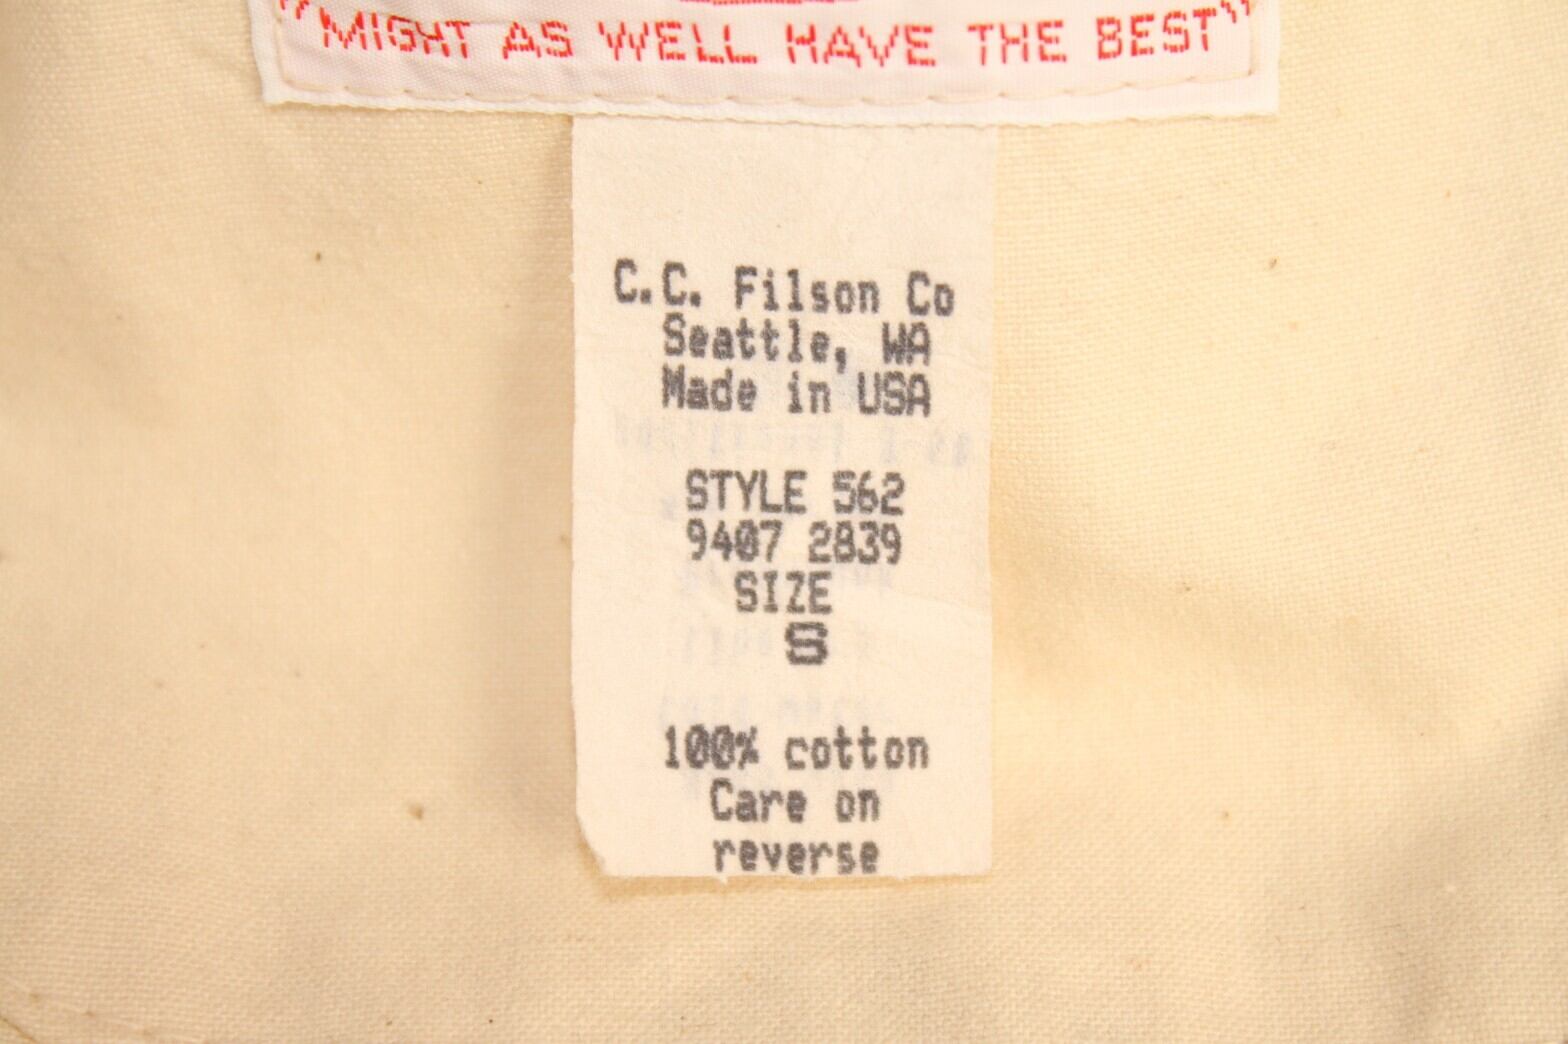 "MIGHT AS WELL HAVE THE BEST"
C.C. Filson Co
Seattle, WA
Made in USA
STYLE 562
9407 2839
SIZE
S
100% cotton
Care on
reverse